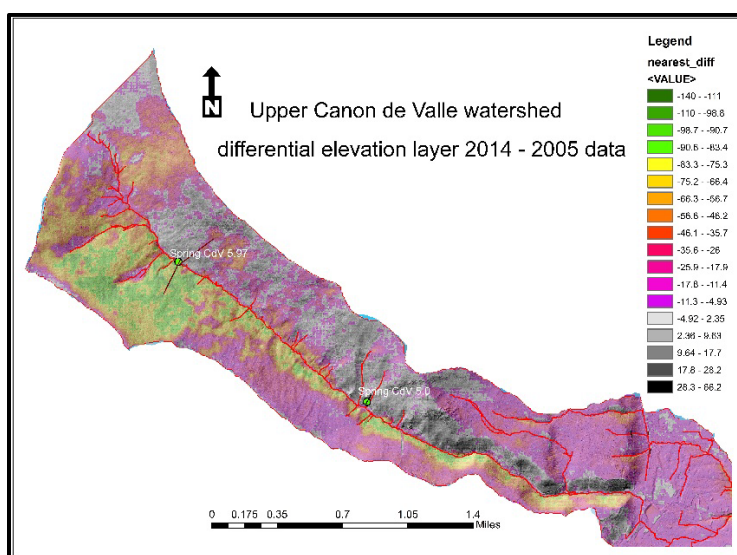 N
Upper Canon de Valle watershed
differential elevation layer 2014 - 2005 data
Spring CdV 5.97
Spring CdV 5.0
0 0.175 0.35 0.7 1.05 1.4
Miles
Legend
nearest_diff
<VALUE>
-140 - -111
-110 - -98.8
-98.7 - -90.7
-90.6 - -83.4
-83.3 - -75.3
-75.2 - -66.4
-66.3 - -56.7
-56.6 - -46.2
-46.1 - -35.7
-35.6 - -26
-25.9 - -17.9
-17.8 - -11.4
-11.3 - -4.93
-4.92 - 2.35
2.36 - 9.63
9.64 - 17.7
17.8 - 28.2
28.3 - 66.2